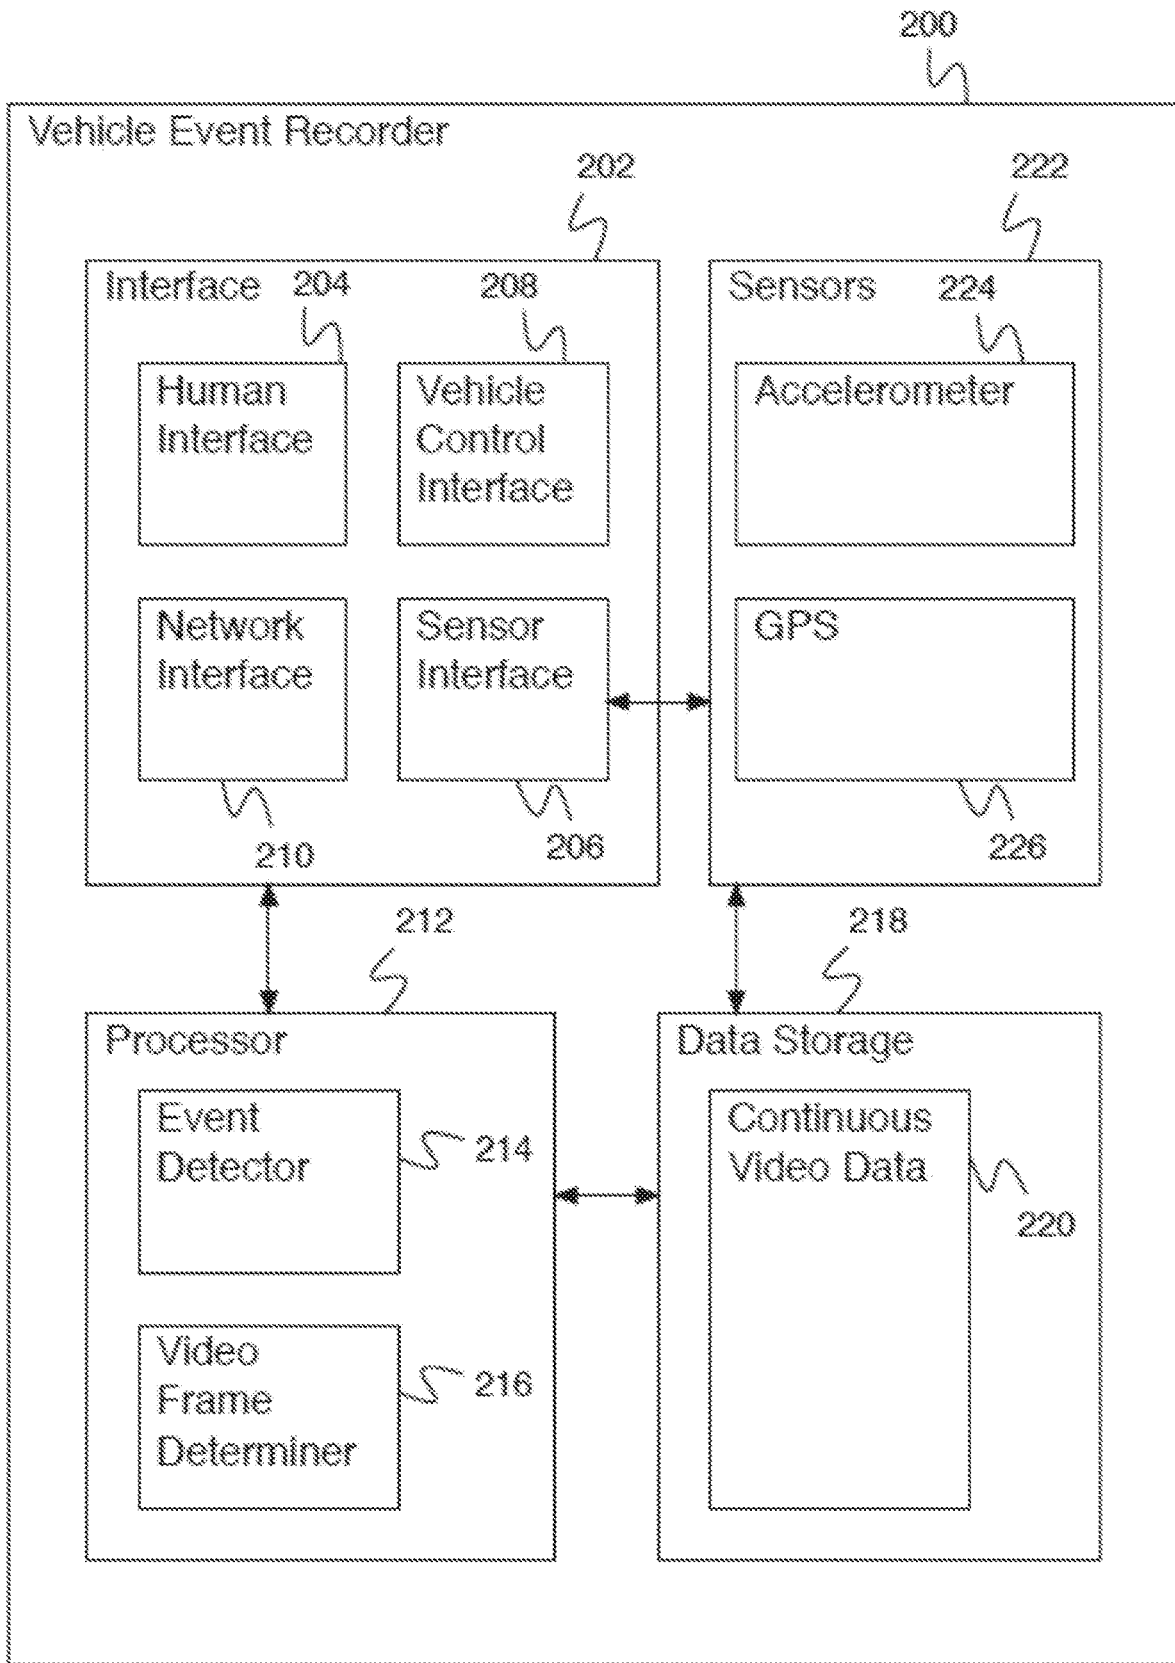 200
Vehicle Event Recorder
202
222
Interface
204
208
Sensors
224
Human
Interface
Vehicle
Control
Interface
Accelerometer
Network
Interface
Sensor
Interface
GPS
210
206
226
212
218
Processor
Data Storage
Event
Detector
214
Continuous
Video Data
220
Video
Frame
Determiner
216